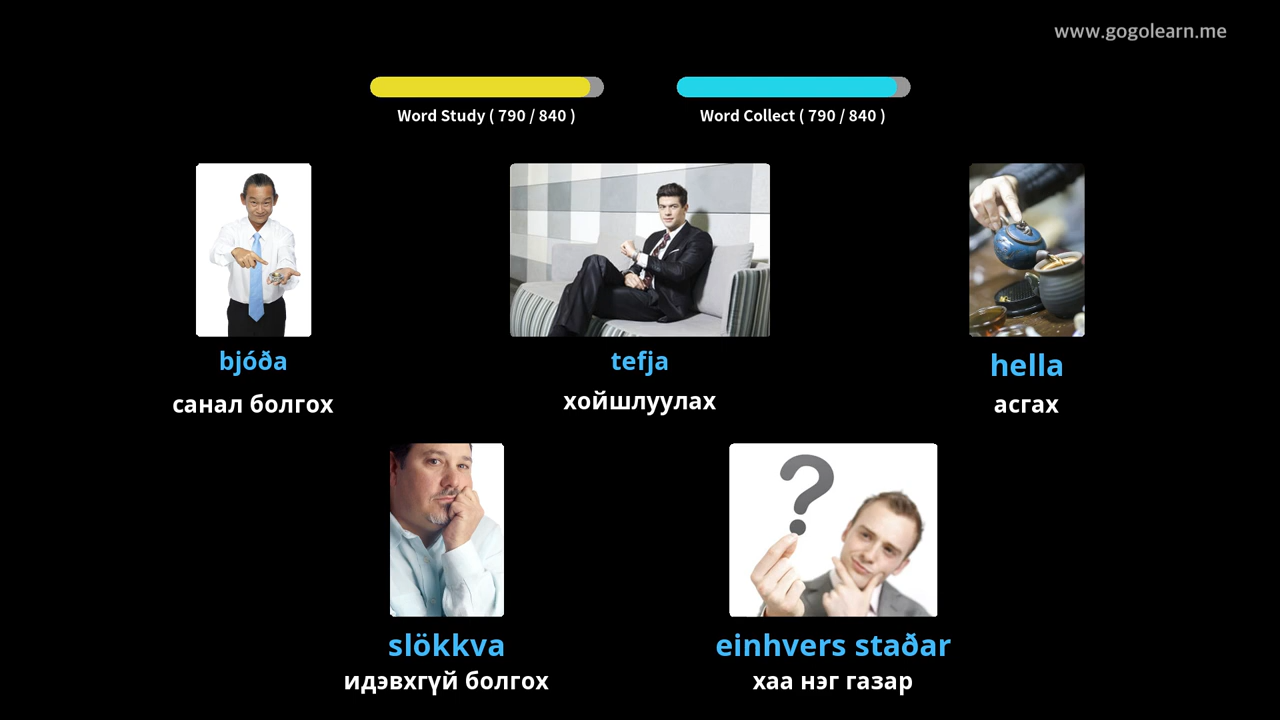 www.gogolearn.me
Word Study ( 790 / 840 )
Word Collect ( 790 / 840 )
bjóða
санал болгох
tefja
хойшлуулах
hella
асгах
slökkva
идэвхгүй болгох
einhvers staðar
хаа нэг газар